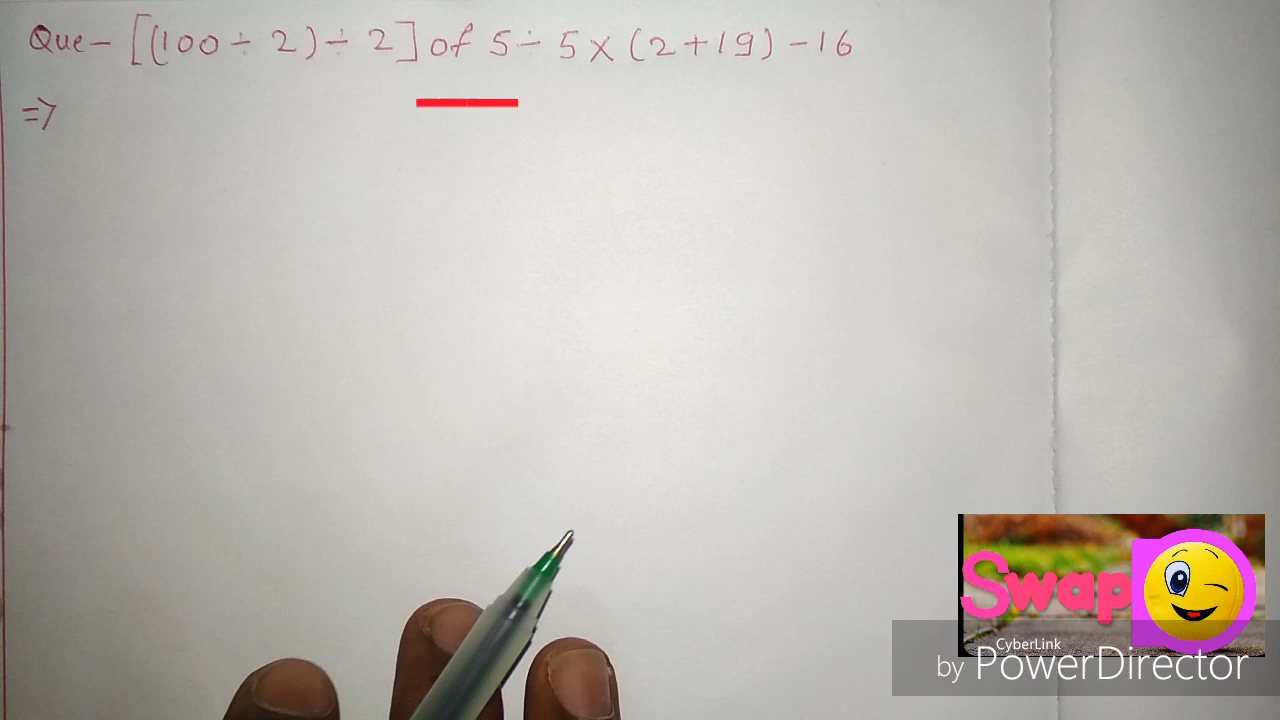 Que- [(100 ÷ 2) ÷ 2] of 5 ÷ 5 × (2+19) - 16
=>
Swap
CyberLink
by PowerDirector